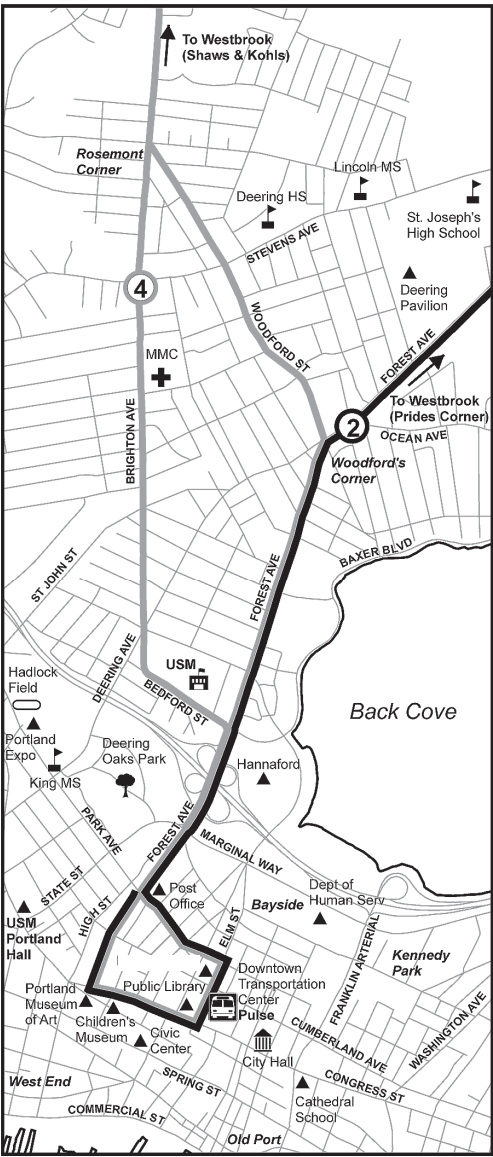 To Westbrook
(Shaws & Kohls)
Rosemont
Corner
Lincoln MS
Deering HS
St. Joseph's
High School
STEVENS AVE
Deering
Pavilion
4
WOODFORD ST
FOREST AVE
MMC
To Westbrook
(Prides Corner)
2
OCEAN AVE
BRIGHTON AVE
Woodford's
Corner
BAXER BLVD
ST JOHN ST
FOREST AVE
DEERING AVE
USM
BEDFORD ST
Hadlock
Field
Back Cove
Portland
Expo
Deering
Oaks Park
King MS
Hannaford
FOREST AVE
PARK AVE
MARGINAL WAY
STATE ST
HIGH ST
Post
Office
Bayside
Dept of
Human Serv
USM
Portland
Hall
ELM ST
FRANKLIN ARTERIAL
Kennedy
Park
Public Library
Downtown
Transportation
Center
Pulse
Portland
Museum
of Art
Children's
Museum
Civic
Center
City Hall
CUMBERLAND AVE
WASHINGTON AVE
SPRING ST
CONGRESS ST
West End
Cathedral
School
COMMERCIAL ST
Old Port